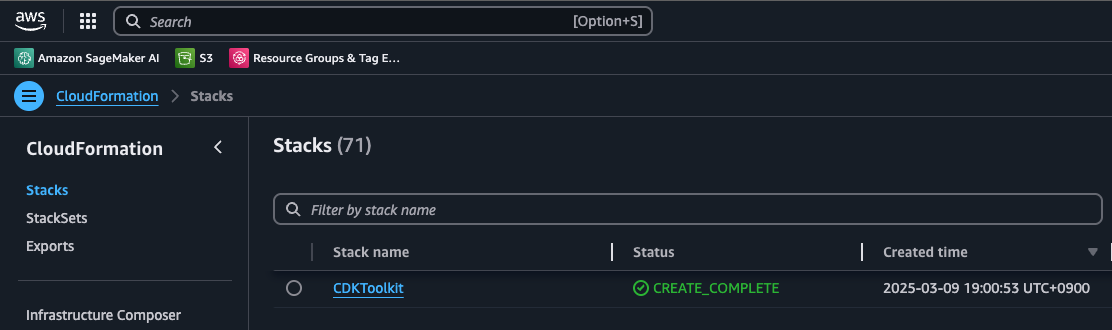 aws
Search [Option+S]
Amazon SageMaker AI S3 Resource Groups & Tag E...
CloudFormation Stacks
CloudFormation
Stacks
StackSets
Exports
Infrastructure Composer
Stacks (71)
Filter by stack name
Stack name Status Created time
CDKToolkit CREATE_COMPLETE 2025-03-09 19:00:53 UTC+0900